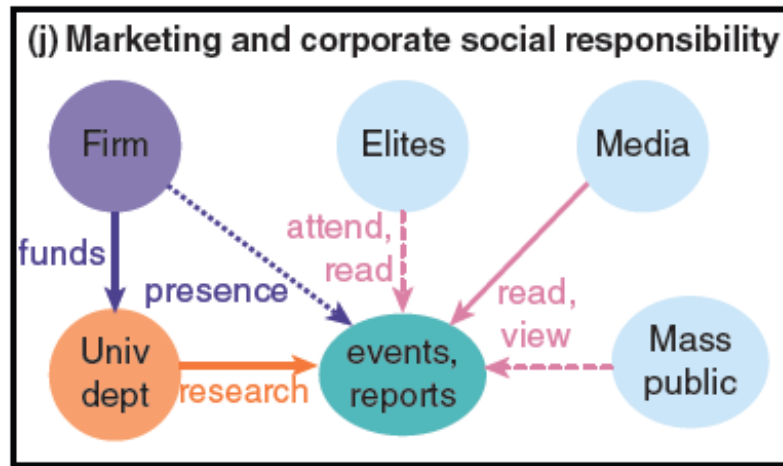 (j) Marketing and corporate social responsibility
Firm
Elites
Media
funds
presence
attend,
read
read,
view
Univ
dept
research
events,
reports
Mass
public